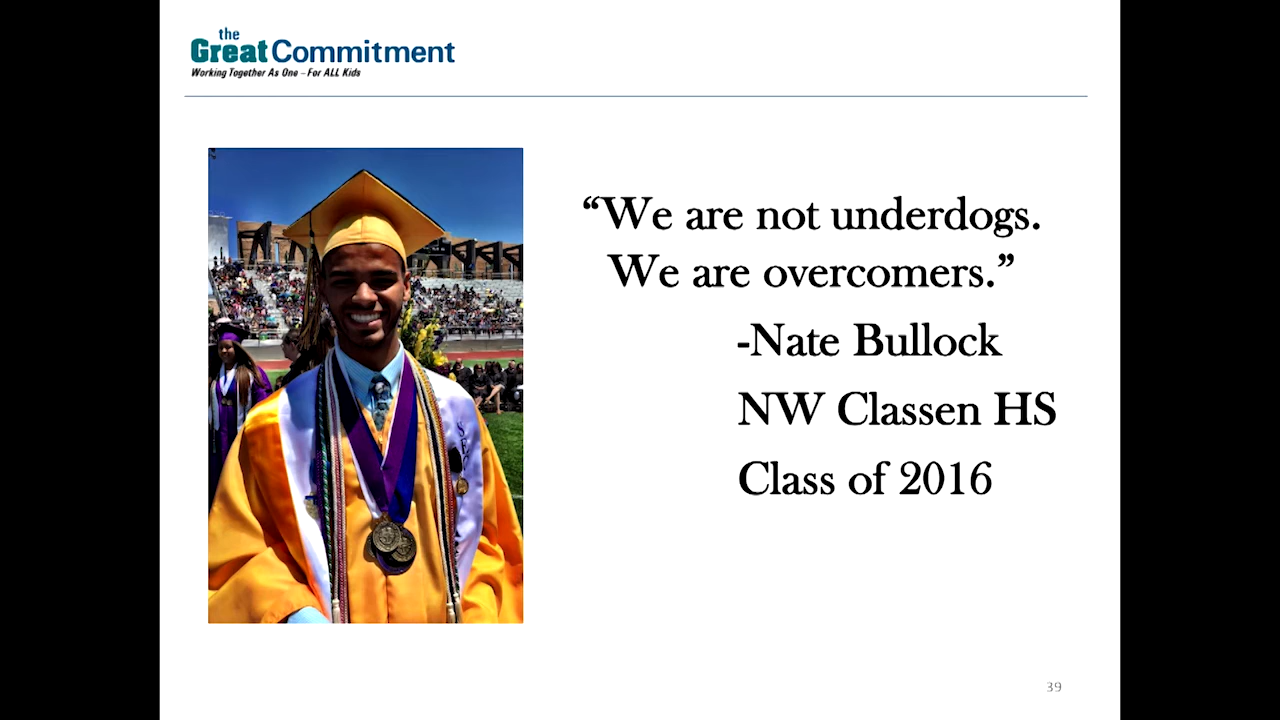 the
Great Commitment
Working Together As One – For ALL Kids
“We are not underdogs.
We are overcomers.”
-Nate Bullock
NW Classen HS
Class of 2016
39